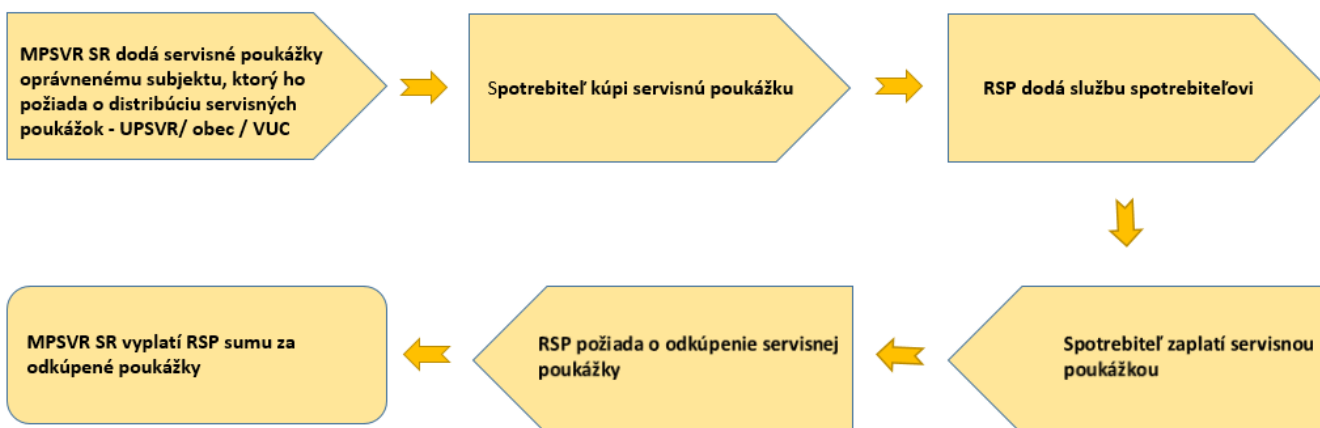 MPSVR SR dodá servisné poukážky
oprávnenému subjektu, ktorý ho
požiada o distribúciu servisných
poukážok - UPSVR/ obec / VUC
Spotrebiteľ kúpi servisnú poukážku
RSP dodá službu spotrebiteľovi
Spotrebiteľ zaplatí servisnou
poukážkou
RSP požiada o odkúpenie servisnej
poukážky
MPSVR SR vyplatí RSP sumu za
odkúpené poukážky